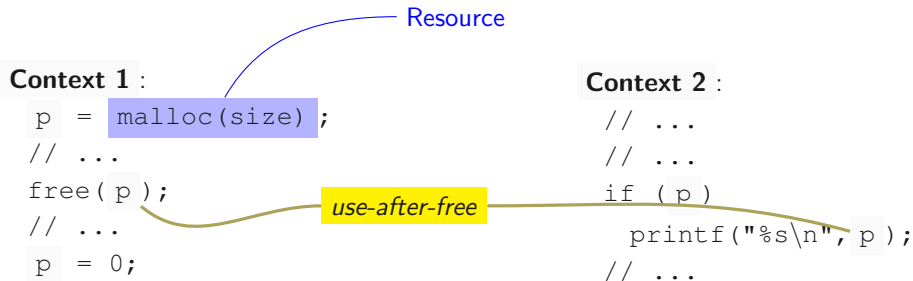 Resource
Context 1 :
p = malloc(size) ;
// ...
free( p );
// ...
p = 0;
use-after-free
Context 2 :
// ...
// ...
if ( p )
printf("%s\n", p );
// ...